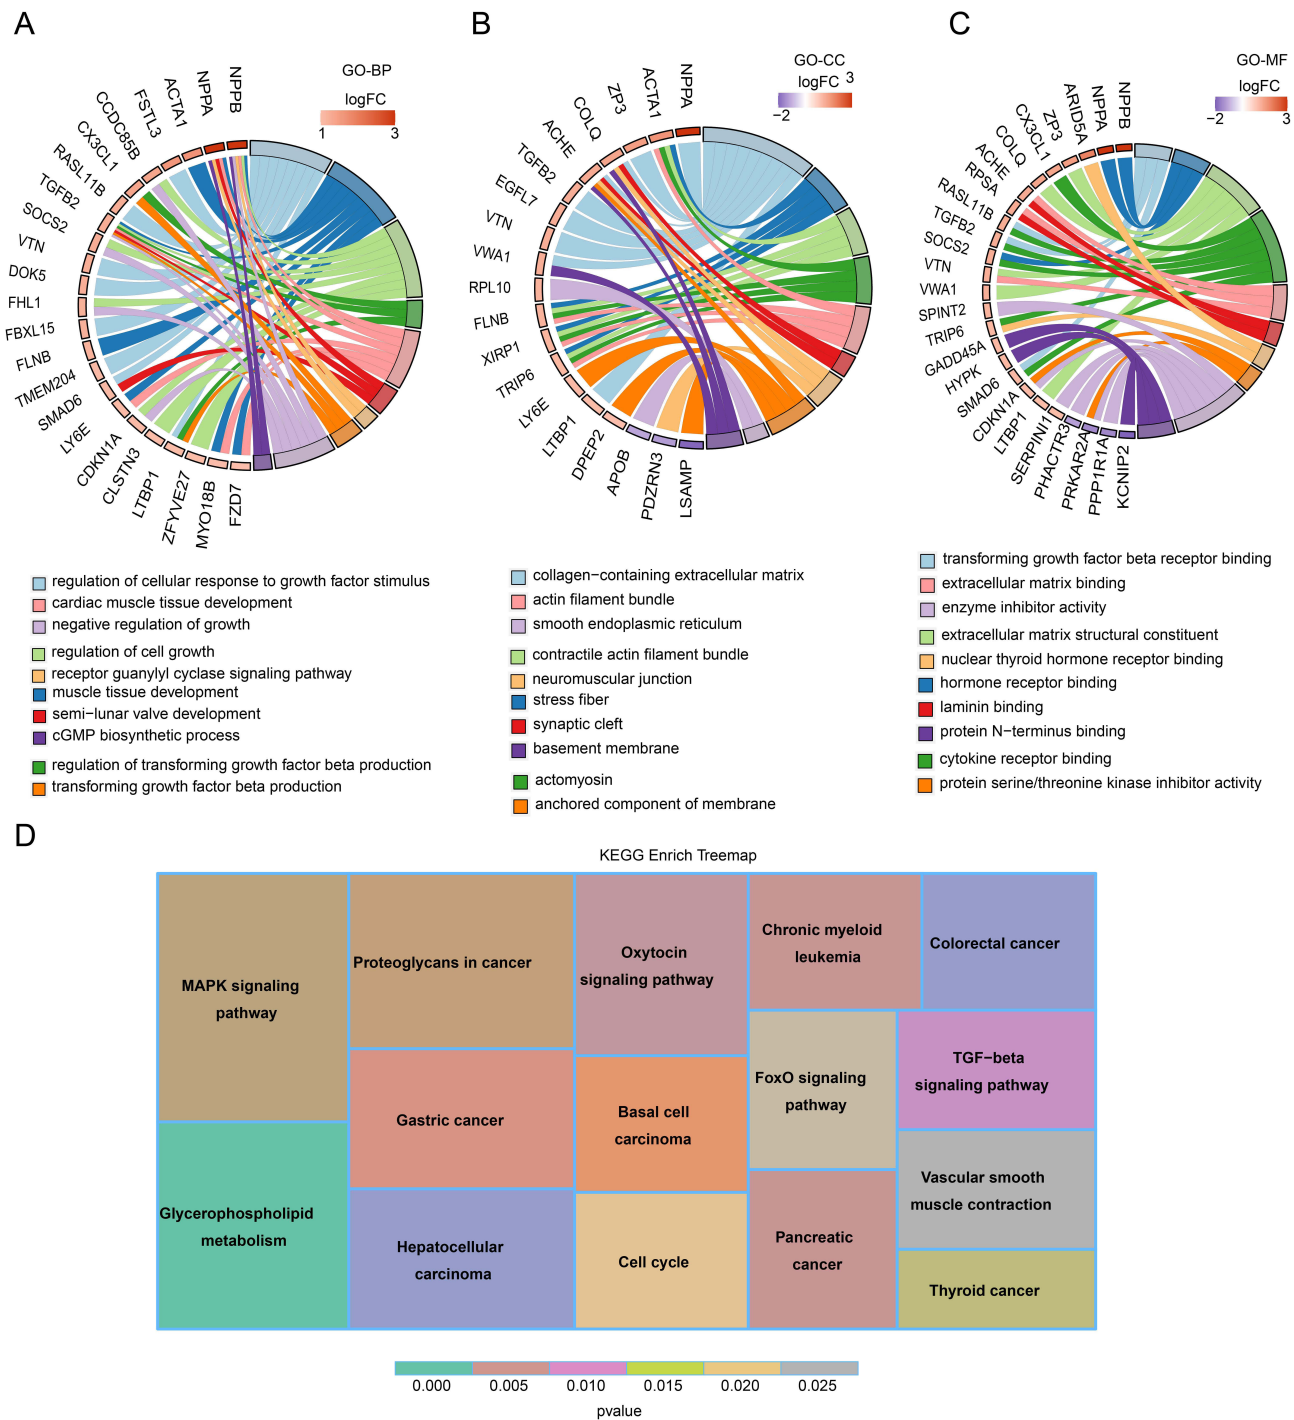 A
GO-BP
logFC
1
3
NPPB
NPPA
ACTA1
FSTL3
CCDC85B
CX3CL1
RASL11B
TGFB2
SOCS2
VTN
DOK5
FHL1
FBXL15
FLNB
TMEM204
SMAD6
LY6E
CDKN1A
CLSTN3
LTBP1
ZFYVE27
MYO18B
FZD7
regulation of cellular response to growth factor stimulus
cardiac muscle tissue development
negative regulation of growth
regulation of cell growth
receptor guanylyl cyclase signaling pathway
muscle tissue development
semi−lunar valve development
cGMP biosynthetic process
regulation of transforming growth factor beta production
transforming growth factor beta production
B
GO-CC
logFC
3
−2
NPPA
ACTA1
ZP3
COLQ
ACHE
TGFB2
EGFL7
VTN
VWA1
RPL10
FLNB
XIRP1
TRIP6
LY6E
LTBP1
DPEP2
APOB
PDZRN3
LSAMP
collagen−containing extracellular matrix
actin filament bundle
smooth endoplasmic reticulum
contractile actin filament bundle
neuromuscular junction
stress fiber
synaptic cleft
basement membrane
actomyosin
anchored component of membrane
C
GO-MF
logFC
−2
3
NPPB
NPPA
ARID5A
ZP3
CX3CL1
COLQ
ACHE
RPSA
RASL11B
TGFB2
SOCS2
VTN
VWA1
SPINT2
TRIP6
GADD45A
HYPK
SMAD6
CDKN1A
LTBP1
SERPINI1
PHACTR3
PRKAR2A
PPP1R1A
KCNIP2
transforming growth factor beta receptor binding
extracellular matrix binding
enzyme inhibitor activity
extracellular matrix structural constituent
nuclear thyroid hormone receptor binding
hormone receptor binding
laminin binding
protein N−terminus binding
cytokine receptor binding
protein serine/threonine kinase inhibitor activity
D
KEGG Enrich Treemap
MAPK signaling
pathway
Glycerophospholipid
metabolism
Proteoglycans in cancer
Gastric cancer
Hepatocellular
carcinoma
Oxytocin
signaling pathway
Basal cell
carcinoma
Cell cycle
Chronic myeloid
leukemia
Colorectal cancer
FoxO signaling
pathway
Pancreatic
cancer
TGF−beta
signaling pathway
Vascular smooth
muscle contraction
Thyroid cancer
0.000
0.005
0.010
0.015
0.020
0.025
pvalue